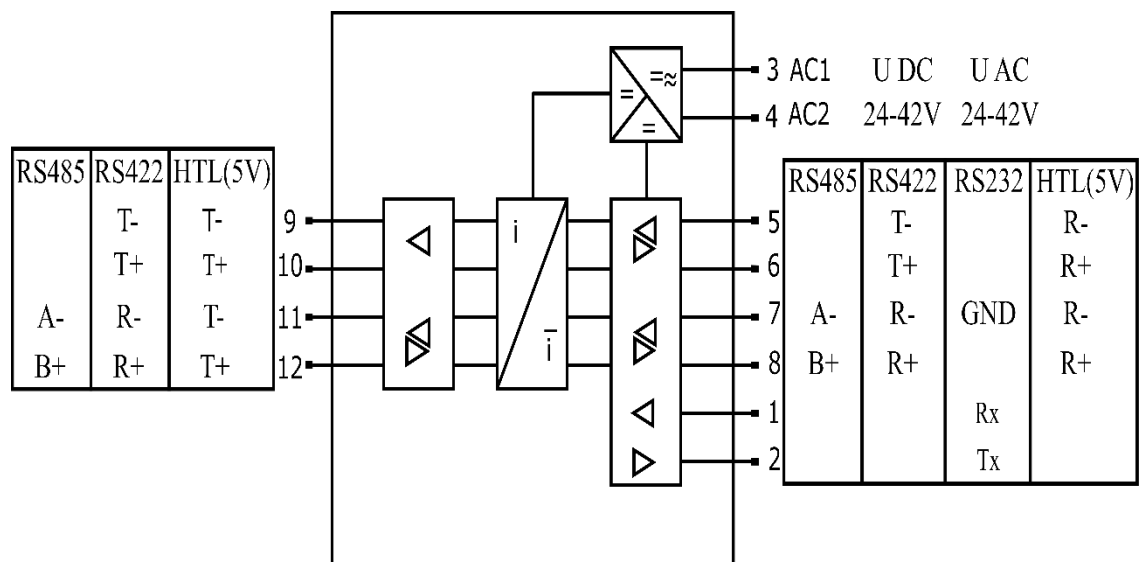 =≈
=
=
3 AC1 U DC U AC
4 AC2 24-42V 24-42V
RS485 RS422 HTL(5V)
T- T- 9
T+ T+ 10
A- R- T- 11
B+ R+ T+ 12
i
i̅
RS485 RS422 RS232 HTL(5V)
5 T- R-
6 T+ R+
7 A- R- GND R-
8 B+ R+ R+
1 Rx
2 Tx